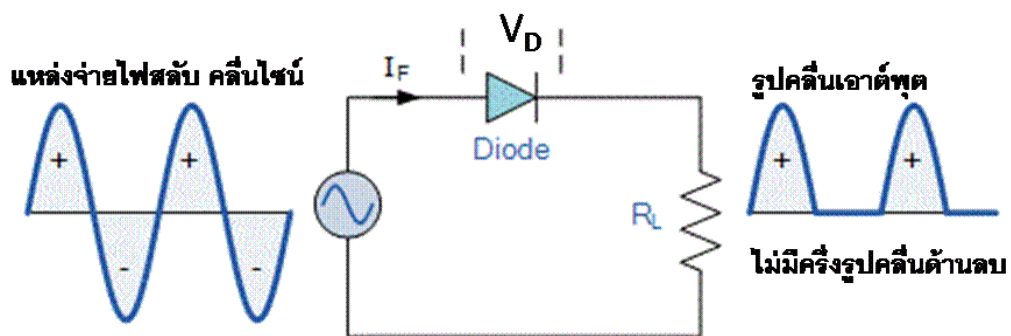 แหล่งจ่ายไฟสลับ คลื่นไซน์
+ +
- -
I_F
V_D
Diode
R_L
รูปคลื่นเอาต์พุต
+ +
ไม่มีครึ่งรูปคลื่นด้านลบ